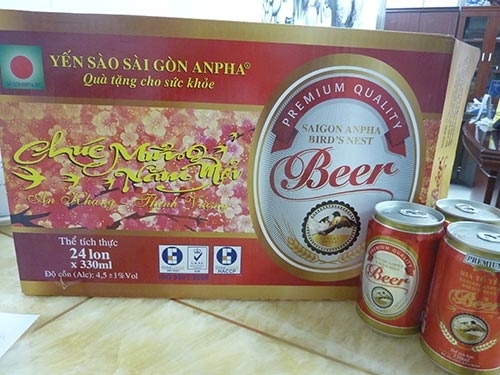 YẾN SÀO SÀI GÒN ANPHA®
Quà tặng cho sức khỏe
PREMIUM QUALITY
SAIGON ANPHA
BIRD'S NEST
Beer
Chúc Mừng
Năm Mới
An Khang - Thịnh Vượng
Thể tích thực
24 lon
x 330ml
Độ cồn (Alc): 4,5 ±1% Vol
HACCP
PREMIUM QUALITY
Beer
PREMIUM
Beer